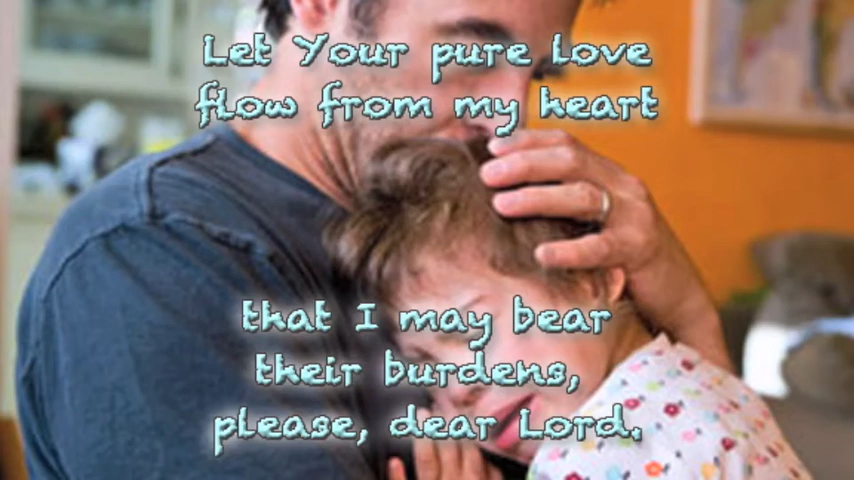 Let Your pure love
flow from my heart
that I may bear
their burdens,
please, dear Lord.